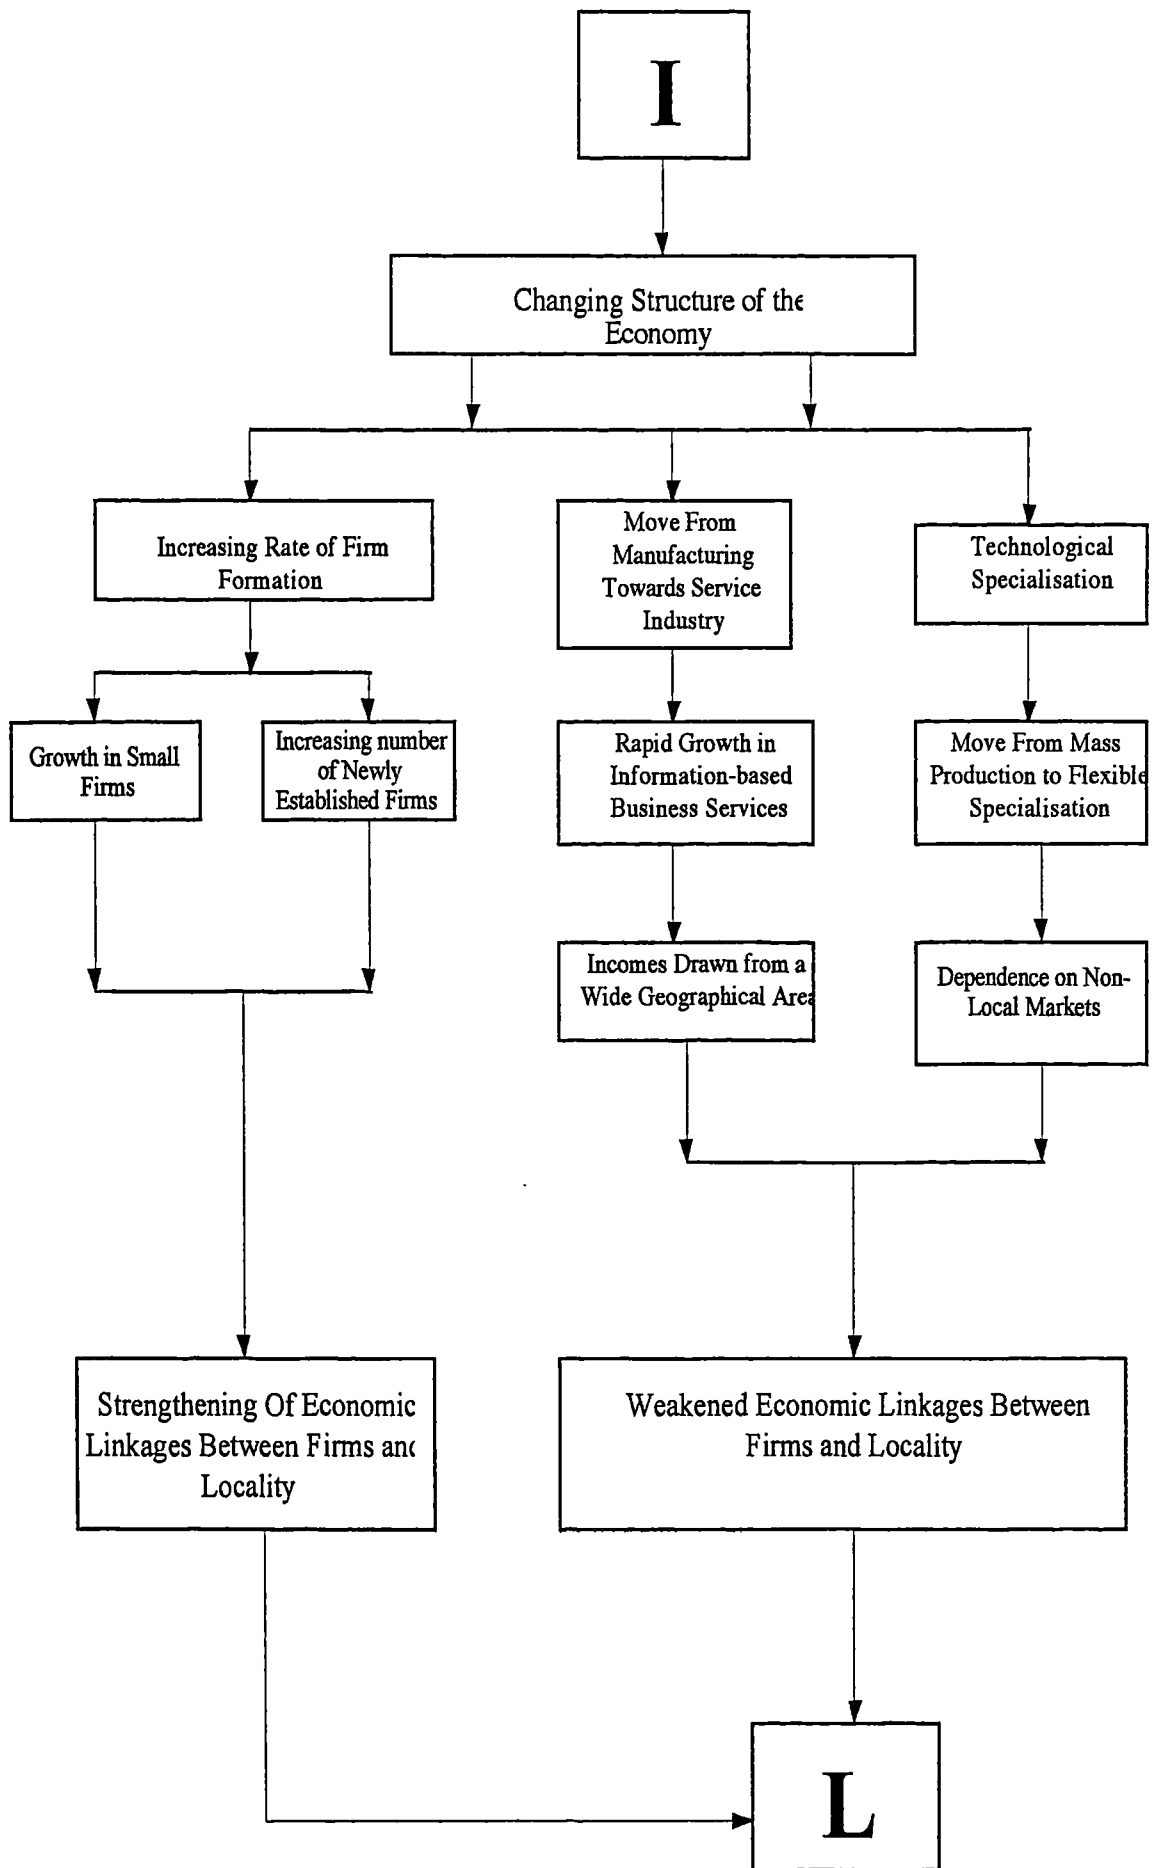 I
Changing Structure of the
Economy
Increasing Rate of Firm
Formation
Move From
Manufacturing
Towards Service
Industry
Technological
Specialisation
Growth in Small
Firms
Increasing number
of Newly
Established Firms
Rapid Growth in
Information-based
Business Services
Move From Mass
Production to Flexible
Specialisation
Incomes Drawn from a
Wide Geographical Area
Dependence on Non-
Local Markets
Strengthening Of Economic
Linkages Between Firms and
Locality
Weakened Economic Linkages Between
Firms and Locality
L